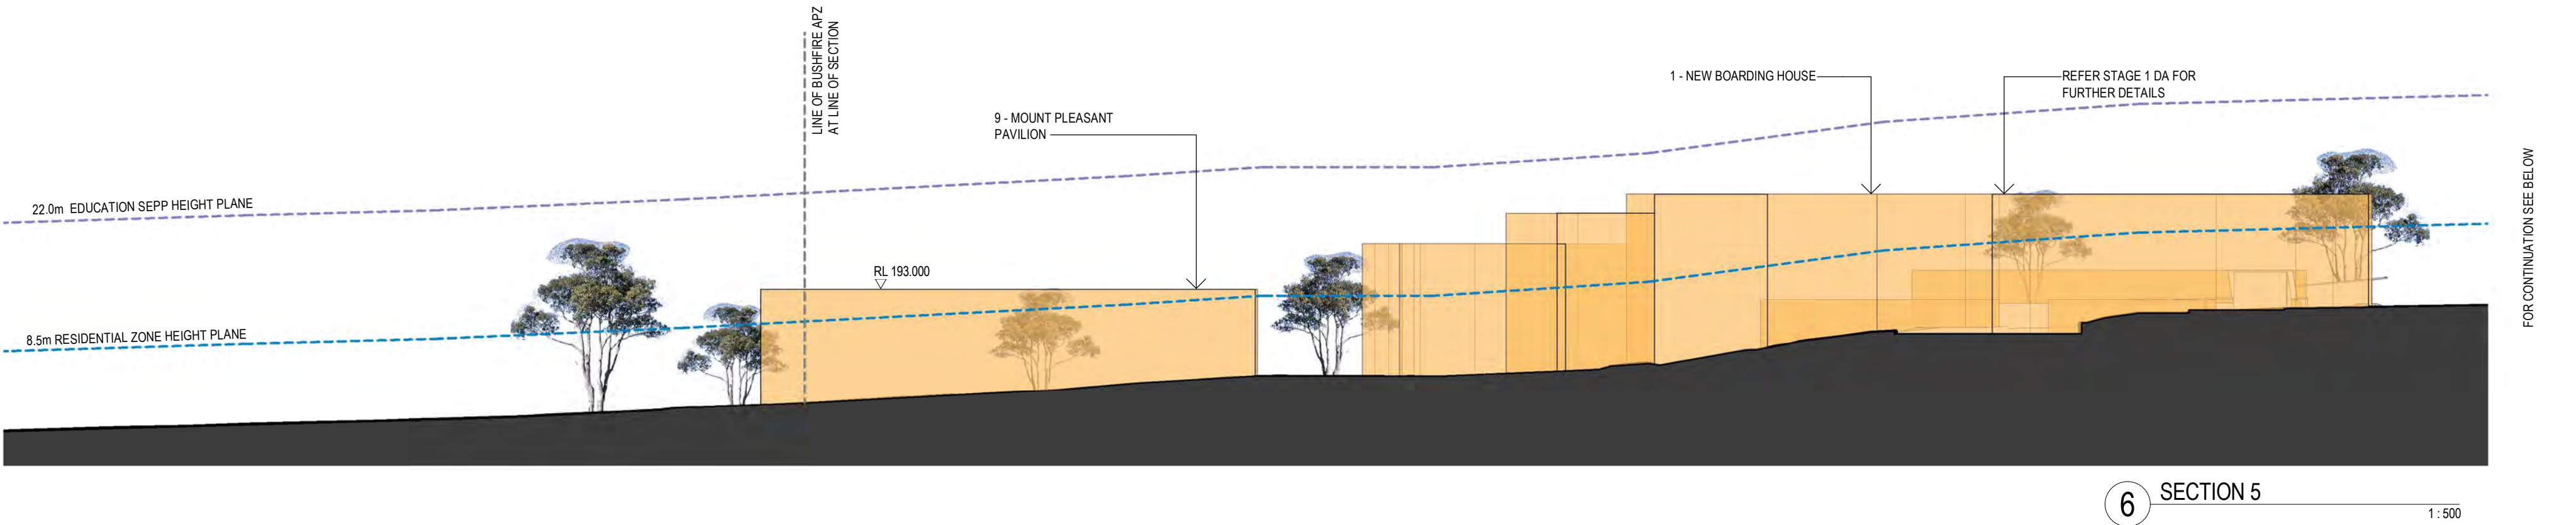 LINE OF BUSHFIRE APZ
AT LINE OF SECTION
1 - NEW BOARDING HOUSE
REFER STAGE 1 DA FOR
FURTHER DETAILS
9 - MOUNT PLEASANT
PAVILION
22.0m EDUCATION SEPP HEIGHT PLANE
RL 193.000
8.5m RESIDENTIAL ZONE HEIGHT PLANE
FOR CONTINUATION SEE BELOW
6 SECTION 5
1 : 500